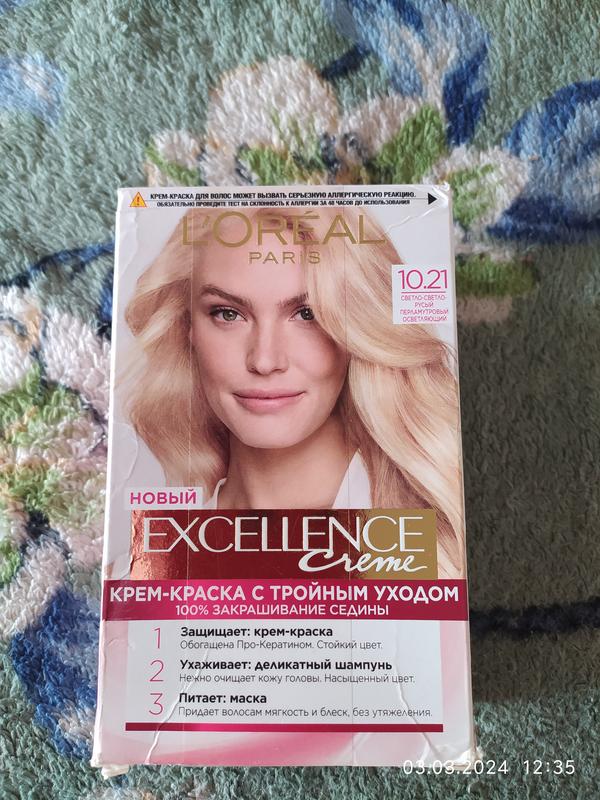 КРЕМ-КРАСКА ДЛЯ ВОЛОС МОЖЕТ ВЫЗВАТЬ СЕРЬЕЗНУЮ АЛЛЕРГИЧЕСКУЮ РЕАКЦИЮ.
ОБЯЗАТЕЛЬНО ПРОВЕДИТЕ ТЕСТ НА СКЛОННОСТЬ К АЛЛЕРГИИ ЗА 48 ЧАСОВ ДО ИСПОЛЬЗОВАНИЯ
L'ORÉAL
PARIS
10.21
СВЕТЛО-СВЕТЛО-
РУСЫЙ
ПЕРЛАМУТРОВЫЙ
ОСВЕТЛЯЮЩИЙ
НОВЫЙ
EXCELLENCE
Creme
КРЕМ-КРАСКА С ТРОЙНЫМ УХОДОМ
100% ЗАКРАШИВАНИЕ СЕДИНЫ
1 Защищает: крем-краска
Обогащена Про-Кератином. Стойкий цвет.
2 Ухаживает: деликатный шампунь
Нежно очищает кожу головы. Насыщенный цвет.
3 Питает: маска
Придает волосам мягкость и блеск, без утяжеления.
03.03.2024 12:35